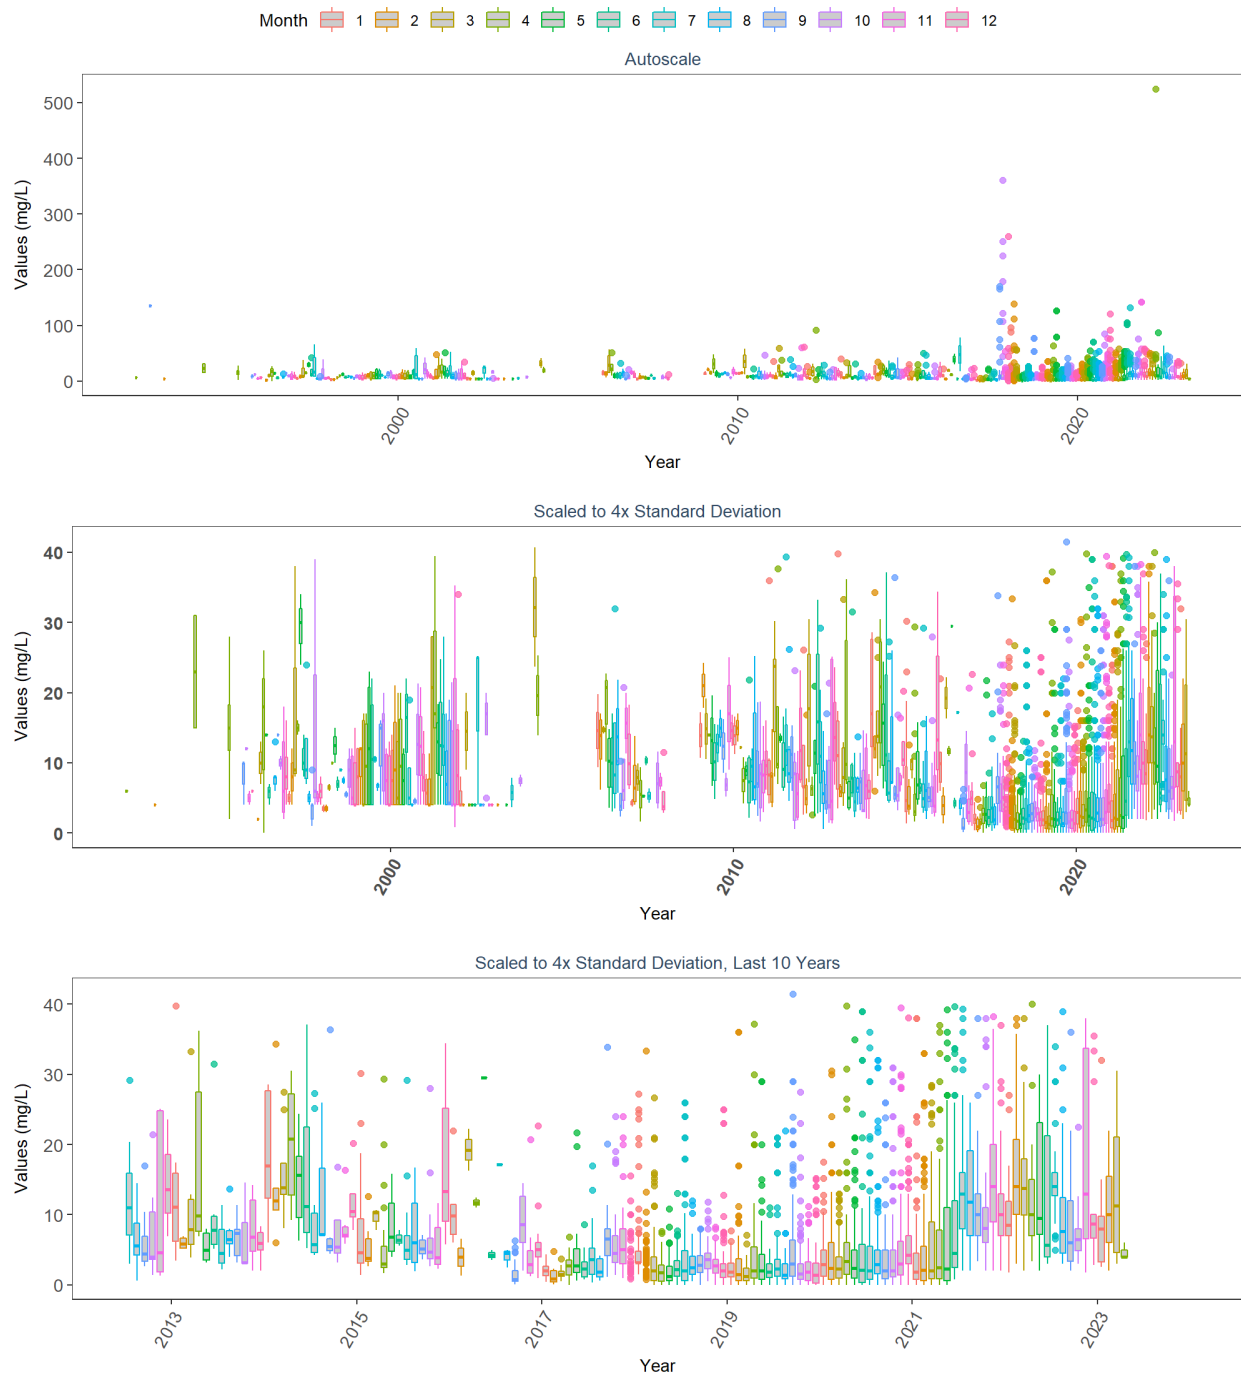 Month 1 2 3 4 5 6 7 8 9 10 11 12
Autoscale
Values (mg/L)
500
400
300
200
100
0
2000 2010 2020
Year
Scaled to 4x Standard Deviation
Values (mg/L)
40
30
20
10
0
2000 2010 2020
Year
Scaled to 4x Standard Deviation, Last 10 Years
Values (mg/L)
40
30
20
10
0
2013 2015 2017 2019 2021 2023
Year